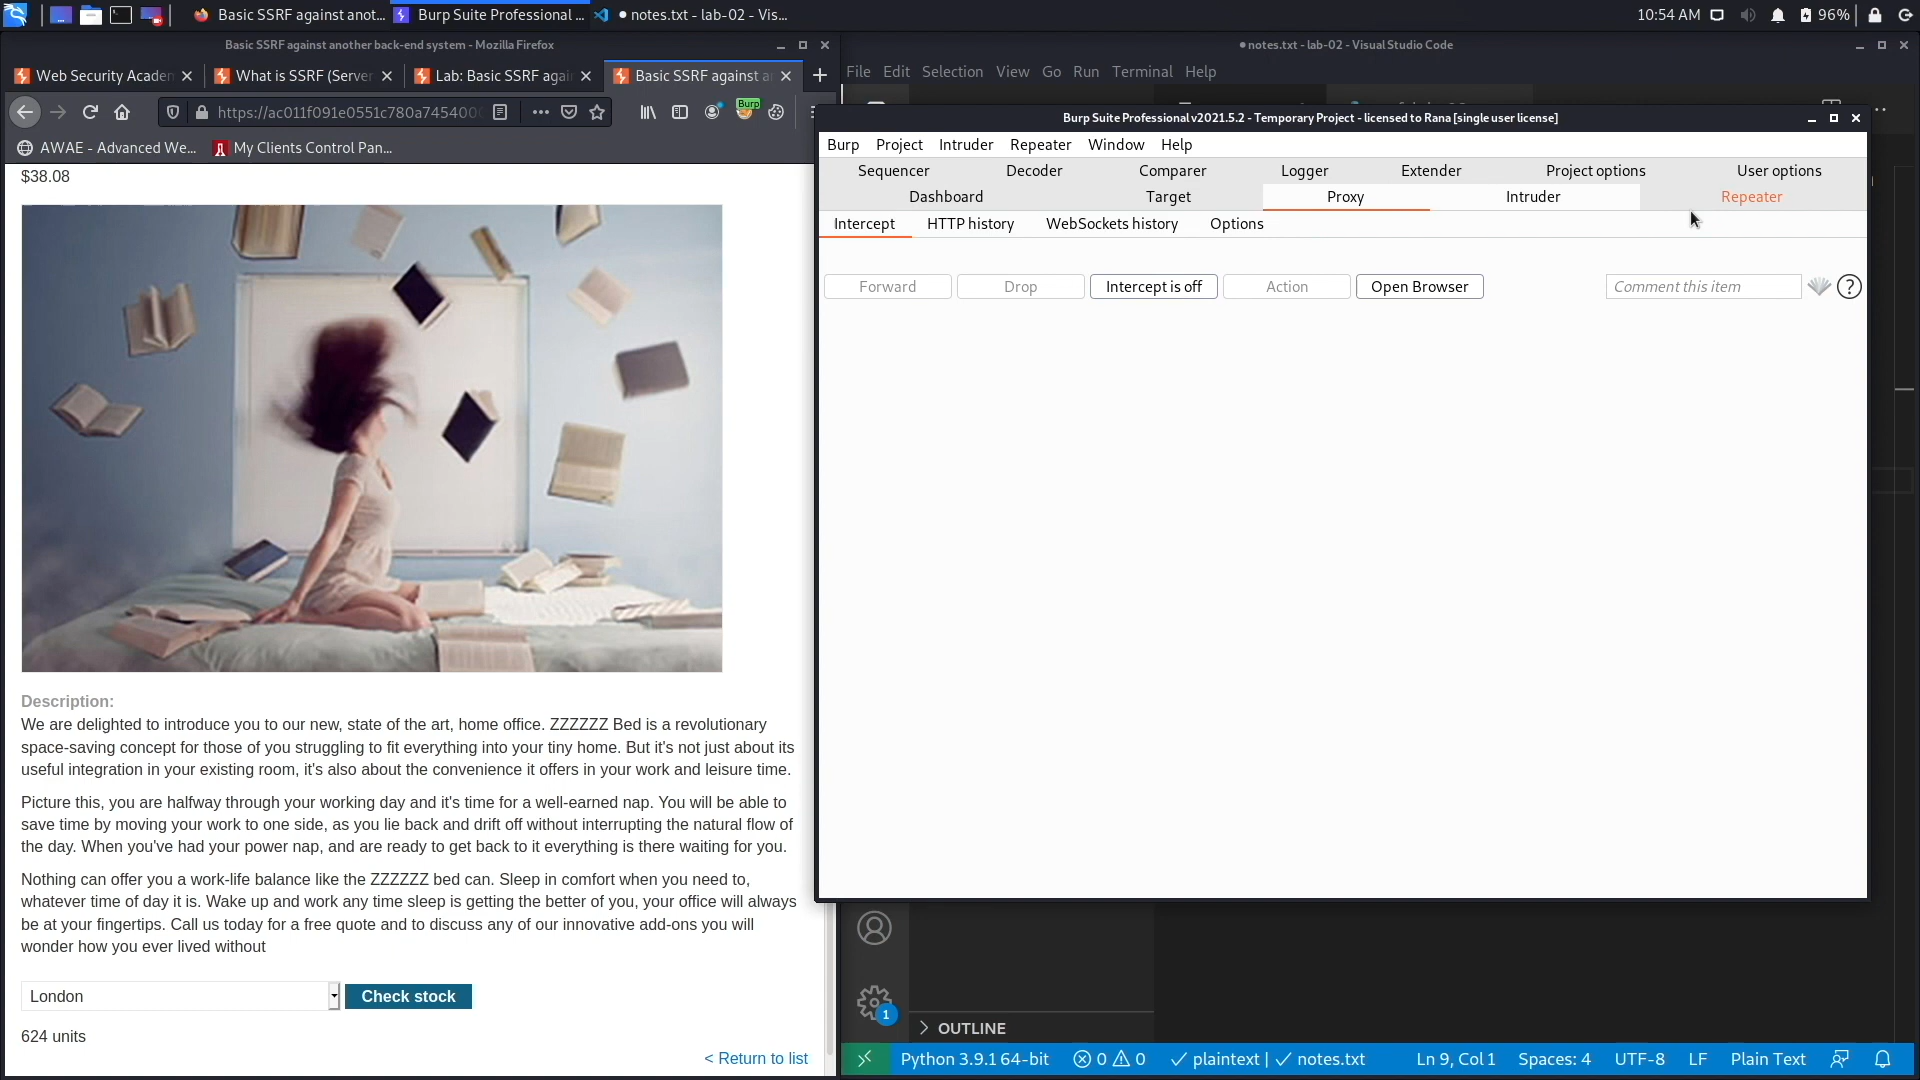 Basic SSRF against anot...
Burp Suite Professional ...
● notes.txt - lab-02 - Vis...
10:54 AM
96%
Basic SSRF against another back-end system - Mozilla Firefox
Web Security Academ
What is SSRF (Server
Lab: Basic SSRF agai
Basic SSRF against a
https://ac011f091e0551c780a745400
Burp
AWAE - Advanced We...
My Clients Control Pan...
$38.08
Description:
We are delighted to introduce you to our new, state of the art, home office. ZZZZZZ Bed is a revolutionary
space-saving concept for those of you struggling to fit everything into your tiny home. But it's not just about its
useful integration in your existing room, it's also about the convenience it offers in your work and leisure time.
Picture this, you are halfway through your working day and it's time for a well-earned nap. You will be able to
save time by moving your work to one side, as you lie back and drift off without interrupting the natural flow of
the day. When you've had your power nap, and are ready to get back to it everything is there waiting for you.
Nothing can offer you a work-life balance like the ZZZZZZ bed can. Sleep in comfort when you need to,
whatever time of day it is. Wake up and work any time sleep is getting the better of you, your office will always
be at your fingertips. Call us today for a free quote and to discuss any of our innovative add-ons you will
wonder how you ever lived without
London
Check stock
624 units
< Return to list
● notes.txt - lab-02 - Visual Studio Code
File Edit Selection View Go Run Terminal Help
Burp Suite Professional v2021.5.2 - Temporary Project - licensed to Rana [single user license]
Burp Project Intruder Repeater Window Help
Sequencer Decoder Comparer Logger Extender Project options User options
Dashboard Target Proxy Intruder Repeater
Intercept HTTP history WebSockets history Options
Forward Drop Intercept is off Action Open Browser Comment this item ?
1
OUTLINE
Python 3.9.1 64-bit 0 0 plaintext | notes.txt Ln 9, Col 1 Spaces: 4 UTF-8 LF Plain Text